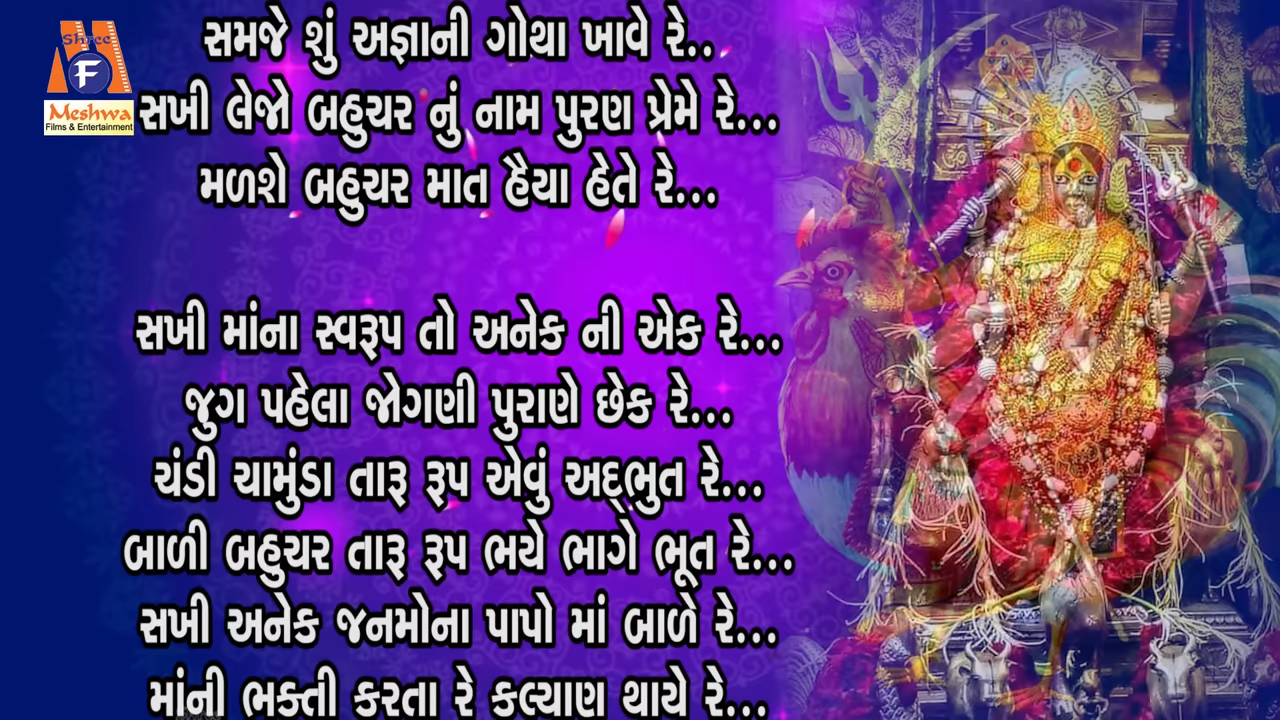 Shree
F
Meshwa
Films & Entertainment
સમજે શું અજ્ઞાની ગોથા ખાવે રે..
સખી લેજો બહુચર નું નામ પુરણ પ્રેમે રે...
મળશે બહુચર માત હૈયા હેતે રે...
સખી માંના સ્વરૂપ તો અનેક ની એક રે...
જુગ પહેલા જોગણી પુરાણે છેક રે...
ચંડી ચામુંડા તારૂ રૂપ એવું અદ્ભુત રે...
બાળી બહુચર તારૂ રૂપ ભયે ભાગે ભૂત રે...
સખી અનેક જનમોના પાપો માં બાળે રે...
માંની ભક્તી કરતા રે કલ્યાણ થાયે રે...